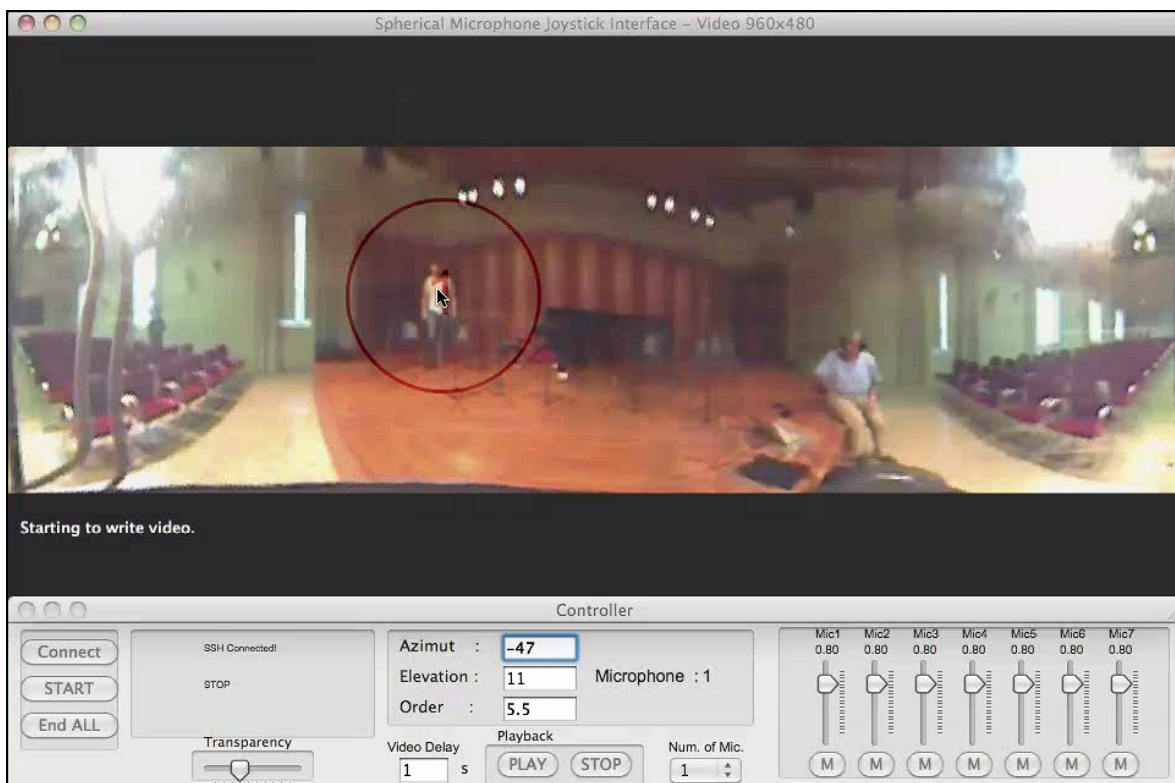 Spherical Microphone Joystick Interface – Video 960x480
Starting to write video.
Controller
Connect
START
End ALL
SSH Connected!
STOP
Transparency
Azimut :
-47
Elevation :
11
Microphone : 1
Order :
5.5
Video Delay
1 s
Playback
PLAY STOP
Num. of Mic.
1
Mic1 Mic2 Mic3 Mic4 Mic5 Mic6 Mic7
0.80 0.80 0.80 0.80 0.80 0.80 0.80
M M M M M M M